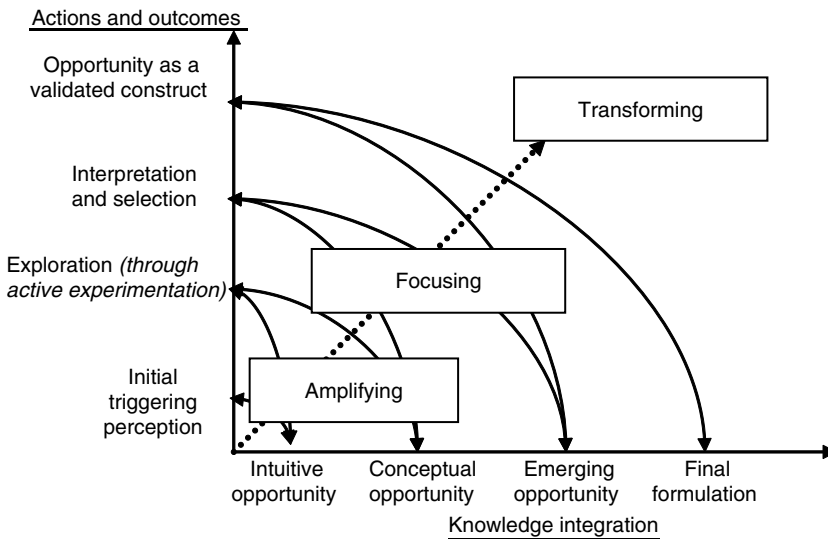 Actions and outcomes
Opportunity as a
validated construct
Transforming
Interpretation
and selection
Exploration (through
active experimentation)
Focusing
Initial
triggering
perception
Amplifying
Intuitive
opportunity
Conceptual
opportunity
Emerging
opportunity
Final
formulation
Knowledge integration